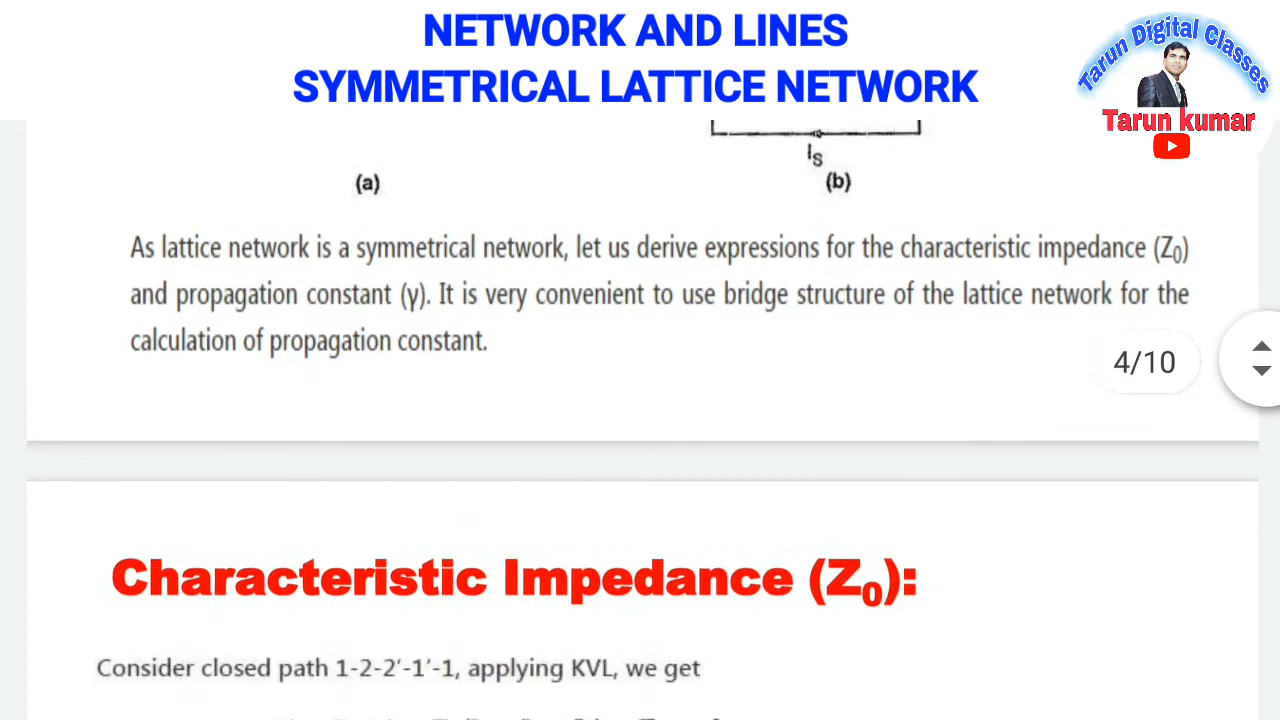 NETWORK AND LINES
SYMMETRICAL LATTICE NETWORK
Tarun Digital Classes
Tarun kumar
IS
(a)
(b)
As lattice network is a symmetrical network, let us derive expressions for the characteristic impedance (Z0)
and propagation constant (γ). It is very convenient to use bridge structure of the lattice network for the
calculation of propagation constant.
4/10
Characteristic Impedance (Z0):
Consider closed path 1-2-2′-1′-1, applying KVL, we get